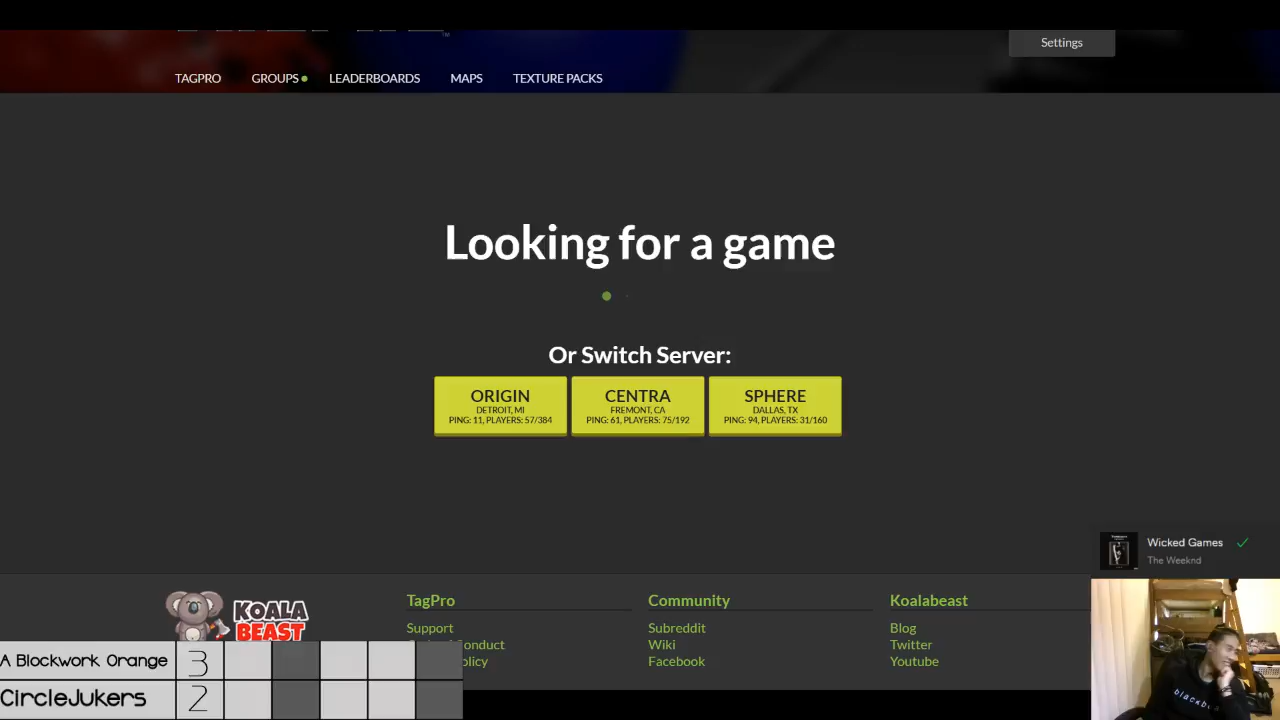 Settings
TAGPRO GROUPS LEADERBOARDS MAPS TEXTURE PACKS
Looking for a game
Or Switch Server:
ORIGIN
DETROIT, MI
PING: 11, PLAYERS: 57/384
CENTRA
FREMONT, CA
PING: 61, PLAYERS: 75/192
SPHERE
DALLAS, TX
PING: 94, PLAYERS: 31/160
Wicked Games
The Weeknd
KOALA
BEAST
TagPro
Support
Conduct
olicy
Community
Subreddit
Wiki
Facebook
Koalabeast
Blog
Twitter
Youtube
A Blockwork Orange 3
CircleJukers 2